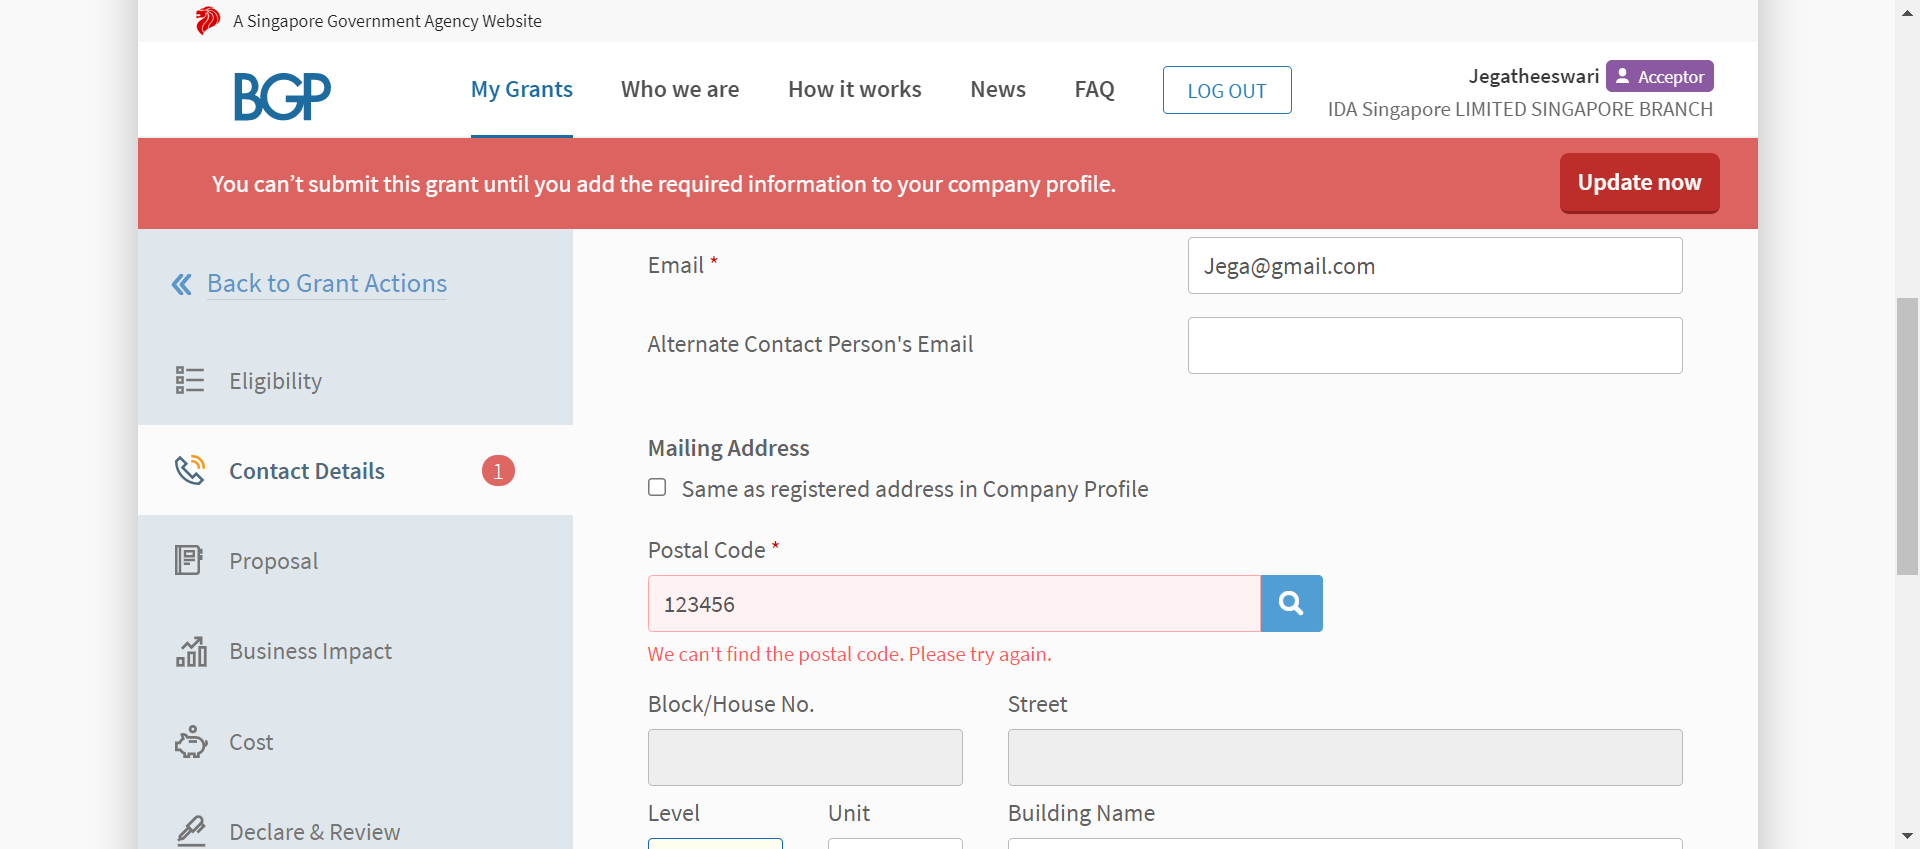 A Singapore Government Agency Website
BGP
My Grants
Who we are
How it works
News
FAQ
LOG OUT
Jegatheeswari
Acceptor
IDA Singapore LIMITED SINGAPORE BRANCH
You can’t submit this grant until you add the required information to your company profile.
Update now
Back to Grant Actions
Eligibility
Contact Details
1
Proposal
Business Impact
Cost
Declare & Review
Email *
Jega@gmail.com
Alternate Contact Person's Email
Mailing Address
Same as registered address in Company Profile
Postal Code *
123456
We can't find the postal code. Please try again.
Block/House No.
Street
Level
Unit
Building Name